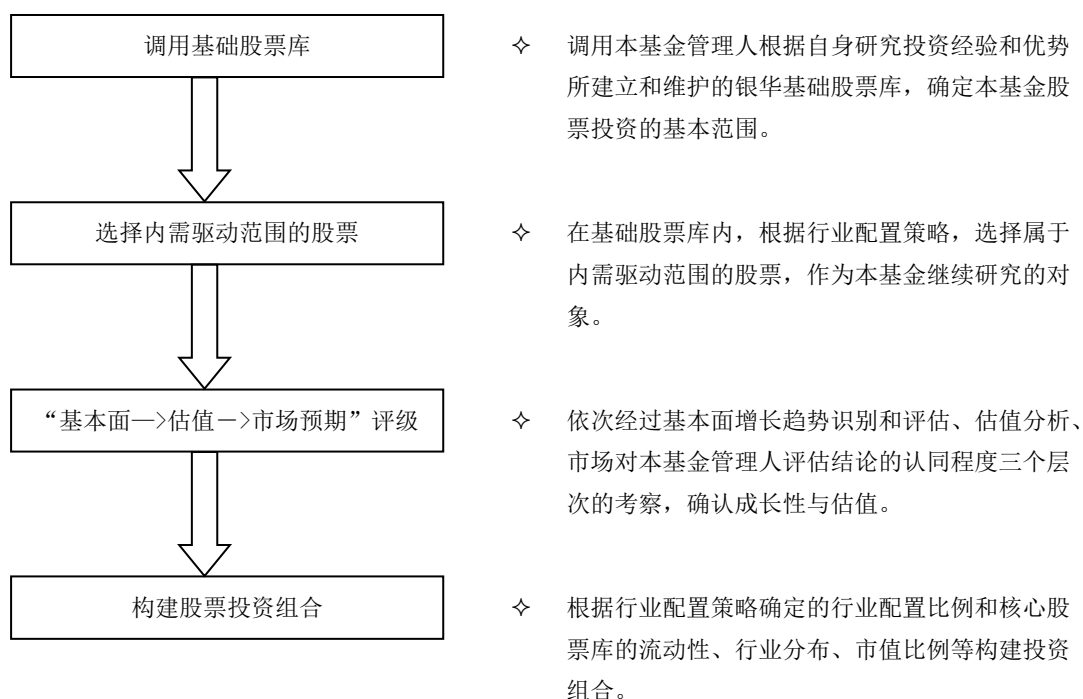 调用基础股票库
✧ 调用本基金管理人根据自身研究投资经验和优势
所建立和维护的银华基础股票库，确定本基金股
票投资的基本范围。
选择内需驱动范围的股票
✧ 在基础股票库内，根据行业配置策略，选择属于
内需驱动范围的股票，作为本基金继续研究的对
象。
“基本面—>估值－>市场预期”评级
✧ 依次经过基本面增长趋势识别和评估、估值分析、
市场对本基金管理人评估结论的认同程度三个层
次的考察，确认成长性与估值。
构建股票投资组合
✧ 根据行业配置策略确定的行业配置比例和核心股
票库的流动性、行业分布、市值比例等构建投资
组合。